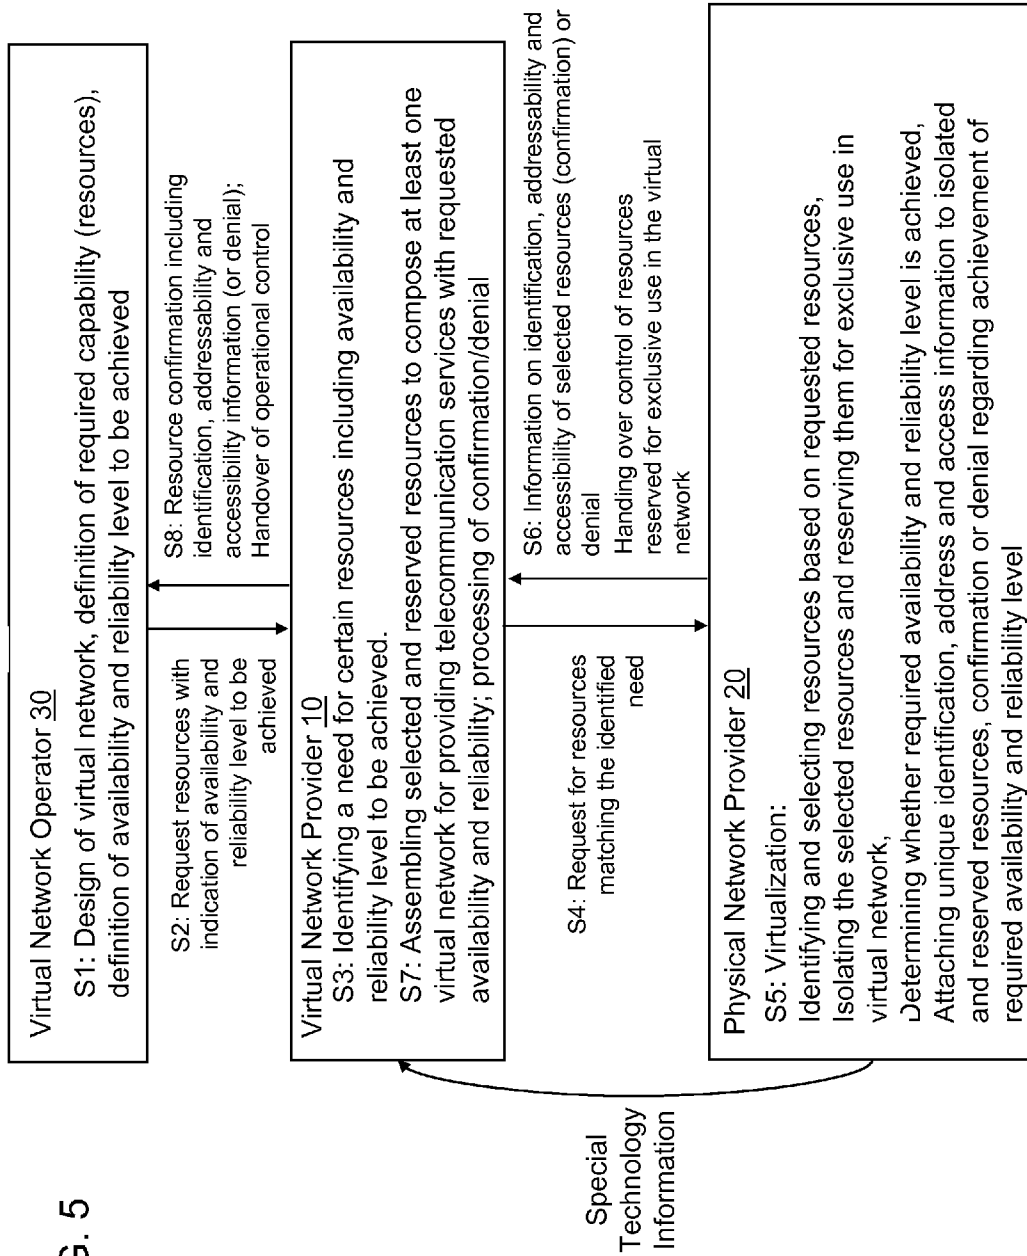 G. 5
Virtual Network Operator 30
S1: Design of virtual network, definition of required capability (resources),
definition of availability and reliability level to be achieved
S2: Request resources with
indication of availability and
reliability level to be
achieved
S8: Resource confirmation including
identification, addressability and
accessibility information (or denial);
Handover of operational control
Virtual Network Provider 10
S3: Identifying a need for certain resources including availability and
reliability level to be achieved.
S7: Assembling selected and reserved resources to compose at least one
virtual network for providing telecommunication services with requested
availability and reliability; processing of confirmation/denial
S4: Request for resources
matching the identified
need
S6: Information on identification, addressability and
accessibility of selected resources (confirmation) or
denial
Handing over control of resources
reserved for exclusive use in the virtual
network
Special
Technology
Information
Physical Network Provider 20
S5: Virtualization:
Identifying and selecting resources based on requested resources,
Isolating the selected resources and reserving them for exclusive use in
virtual network,
Determining whether required availability and reliability level is achieved,
Attaching unique identification, address and access information to isolated
and reserved resources, confirmation or denial regarding achievement of
required availability and reliability level